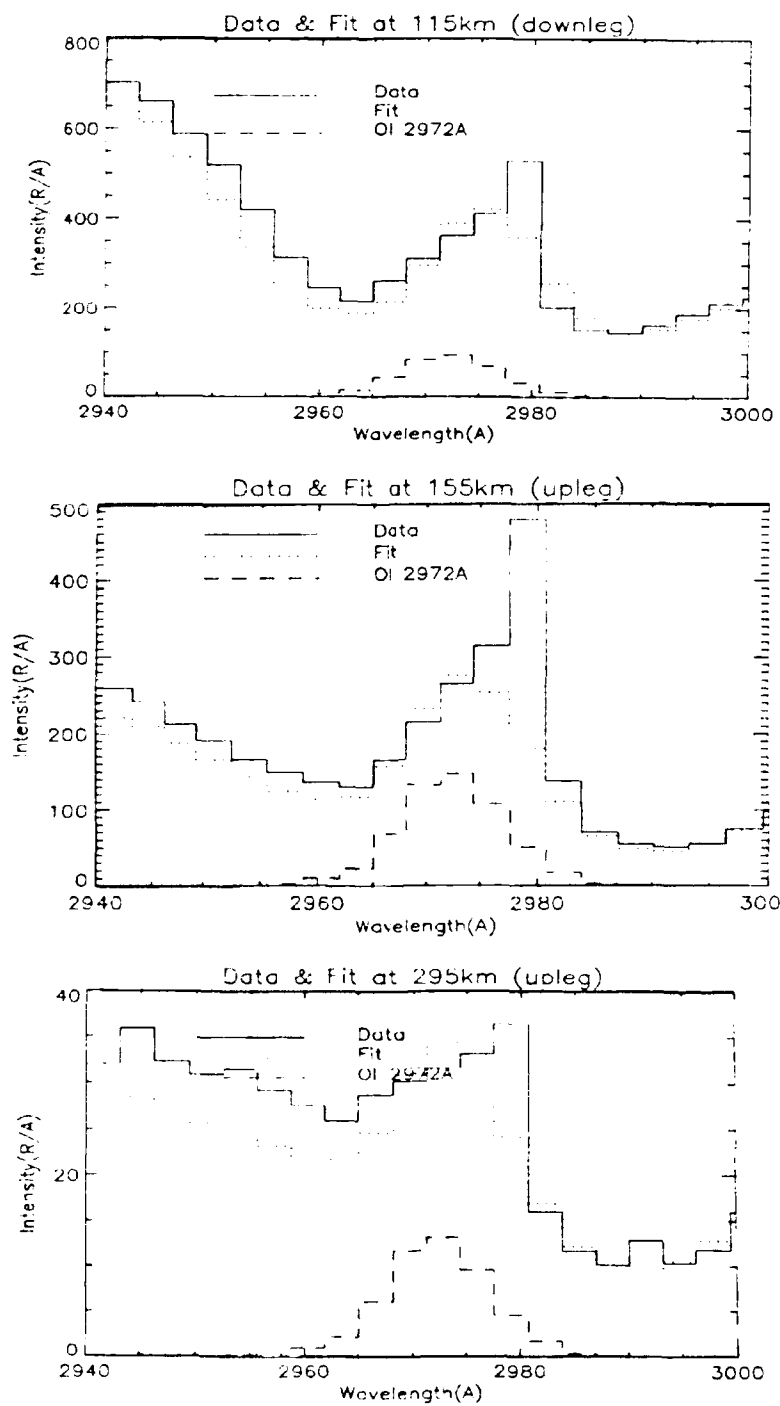 Data & Fit at 115km (downleg)
800
600
400
200
0
Intensity(R/A)
Data
Fit
OI 2972A
2940
2960
2980
3000
Wavelength(A)
Data & Fit at 155km (upleg)
500
400
300
200
100
0
Intensity(R/A)
Data
Fit
OI 2972A
2940
2960
2980
300
Wavelength(A)
Data & Fit at 295km (upleg)
40
20
0
Intensity(R/A)
Data
Fit
OI 2972A
2940
2960
2980
3000
Wavelength(A)